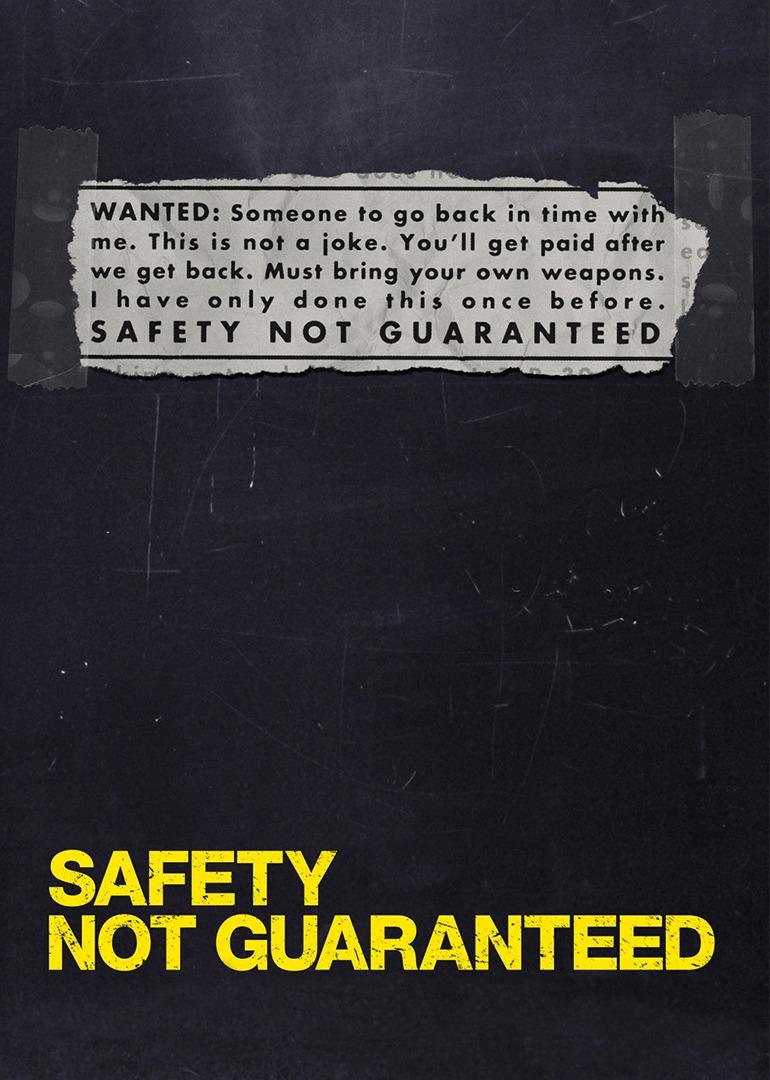 WANTED: Someone to go back in time with
me. This is not a joke. You'll get paid after
we get back. Must bring your own weapons.
I have only done this once before.
SAFETY NOT GUARANTEED
SAFETY
NOT GUARANTEED